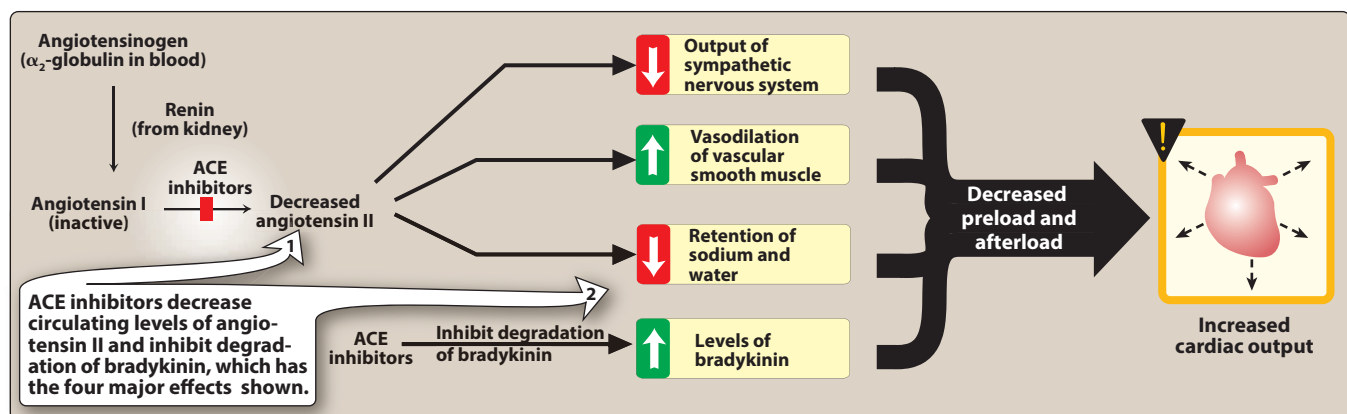 Angiotensinogen
(α₂-globulin in blood)
Renin
(from kidney)
ACE
inhibitors
Angiotensin I
(inactive)
Decreased
angiotensin II
1
2
ACE inhibitors decrease
circulating levels of angio-
tensin II and inhibit degrad-
ation of bradykinin, which has
the four major effects shown.
ACE
inhibitors
Inhibit degradation
of bradykinin
Output of
sympathetic
nervous system
Vasodilation
of vascular
smooth muscle
Retention of
sodium and
water
Levels of
bradykinin
Decreased
preload and
afterload
!
Increased
cardiac output